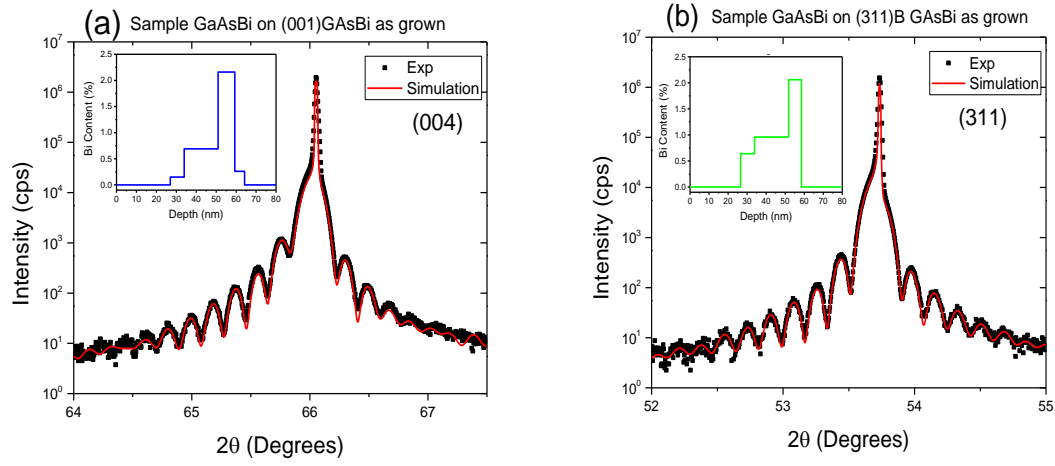 (a) Sample GaAsBi on (001)GAsBi as grown
10^7
10^6
10^5
10^4
10^3
10^2
10^1
10^0
Intensity (cps)
2.5
2.0
1.5
1.0
0.5
0.0
Bi Content (%)
0 10 20 30 40 50 60 70 80
Depth (nm)
Exp
Simulation
(004)
64 65 66 67
2θ (Degrees)
(b) Sample GaAsBi on (311)B GAsBi as grown
10^7
10^6
10^5
10^4
10^3
10^2
10^1
10^0
Intensity (cps)
2.5
2.0
1.5
1.0
0.5
0.0
Bi Content (%)
0 10 20 30 40 50 60 70 80
Depth (nm)
Exp
Simulation
(311)
52 53 54 55
2θ (Degrees)